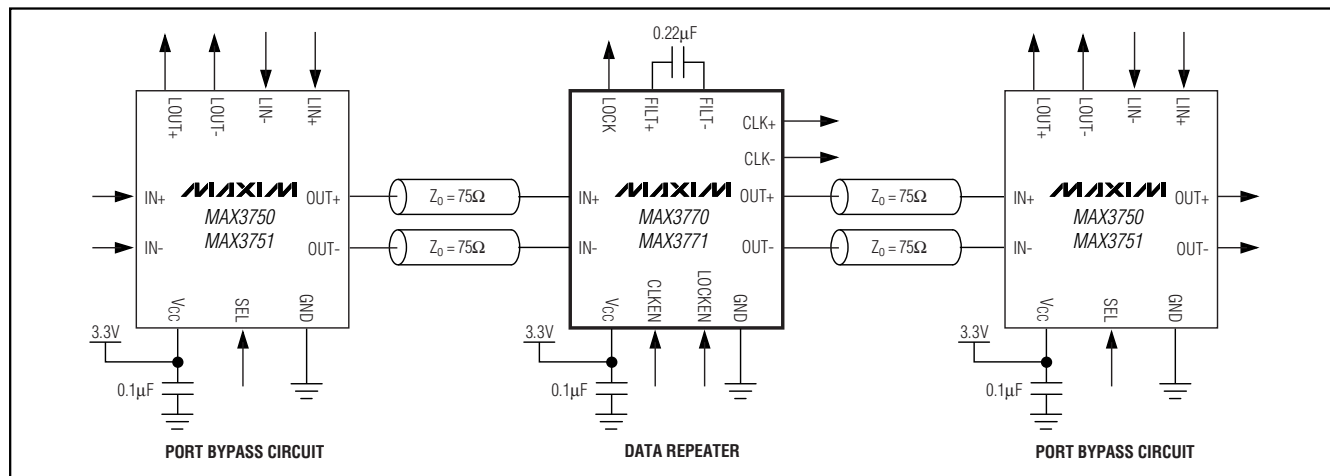 0.22µF
LOUT+
LOUT-
LIN-
LIN+
IN+
IN-
MAXIM
MAX3750
MAX3751
OUT+
OUT-
VCC
SEL
GND
3.3V
0.1µF
PORT BYPASS CIRCUIT
Z0 = 75Ω
Z0 = 75Ω
LOCK
FILT+
FILT-
CLK+
CLK-
IN+
IN-
MAXIM
MAX3770
MAX3771
OUT+
OUT-
VCC
CLKEN
LOCKEN
GND
3.3V
0.1µF
DATA REPEATER
Z0 = 75Ω
Z0 = 75Ω
LOUT+
LOUT-
LIN-
LIN+
IN+
IN-
MAXIM
MAX3750
MAX3751
OUT+
OUT-
VCC
SEL
GND
3.3V
0.1µF
PORT BYPASS CIRCUIT